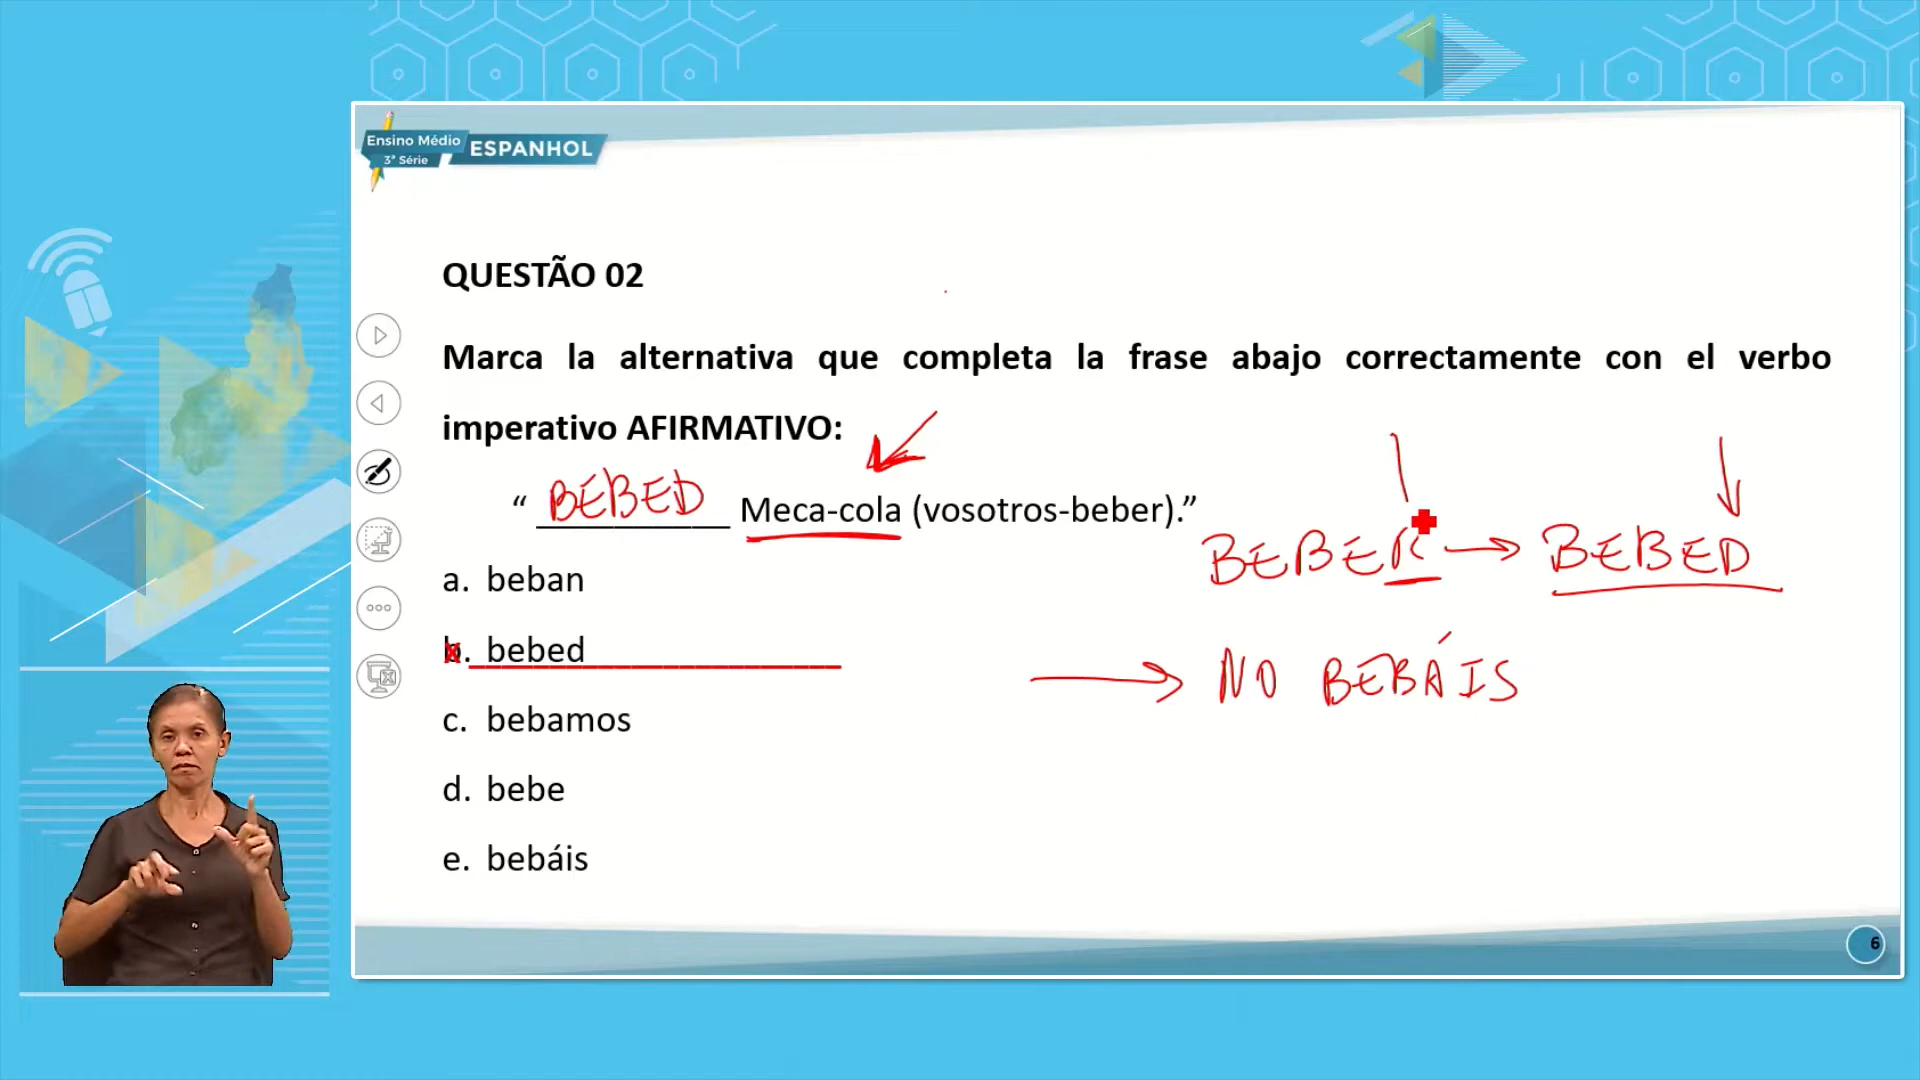 Ensino Médio
3ª Série
ESPANHOL
QUESTÃO 02
Marca la alternativa que completa la frase abajo correctamente con el verbo
imperativo AFIRMATIVO:
“ BEBED Meca-cola (vosotros-beber).”
BEBER → BEBED
a. beban
x b. bebed
→ NO BEBÁIS
c. bebamos
d. bebe
e. bebáis
6